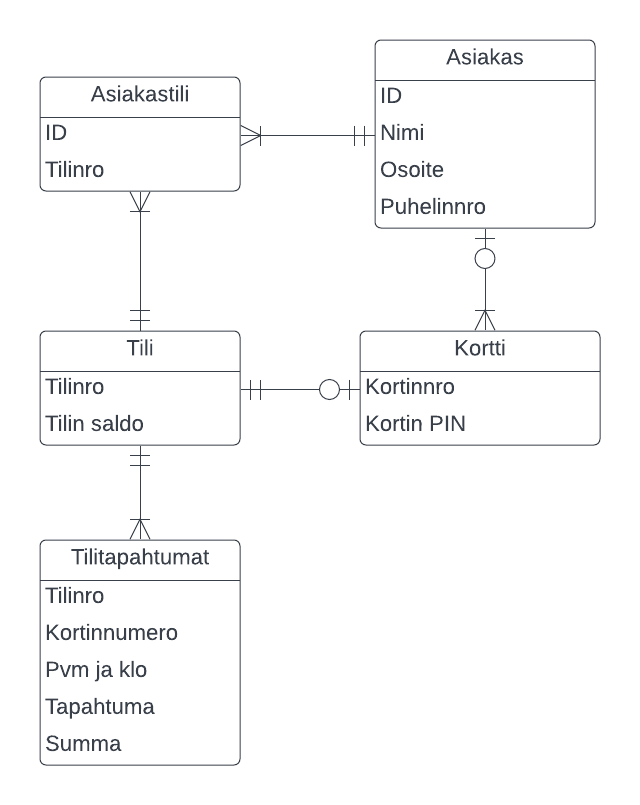 Asiakastili
ID
Tilinro
Asiakas
ID
Nimi
Osoite
Puhelinnro
Tili
Tilinro
Tilin saldo
Kortti
Kortinnro
Kortin PIN
Tilitapahtumat
Tilinro
Kortinnumero
Pvm ja klo
Tapahtuma
Summa